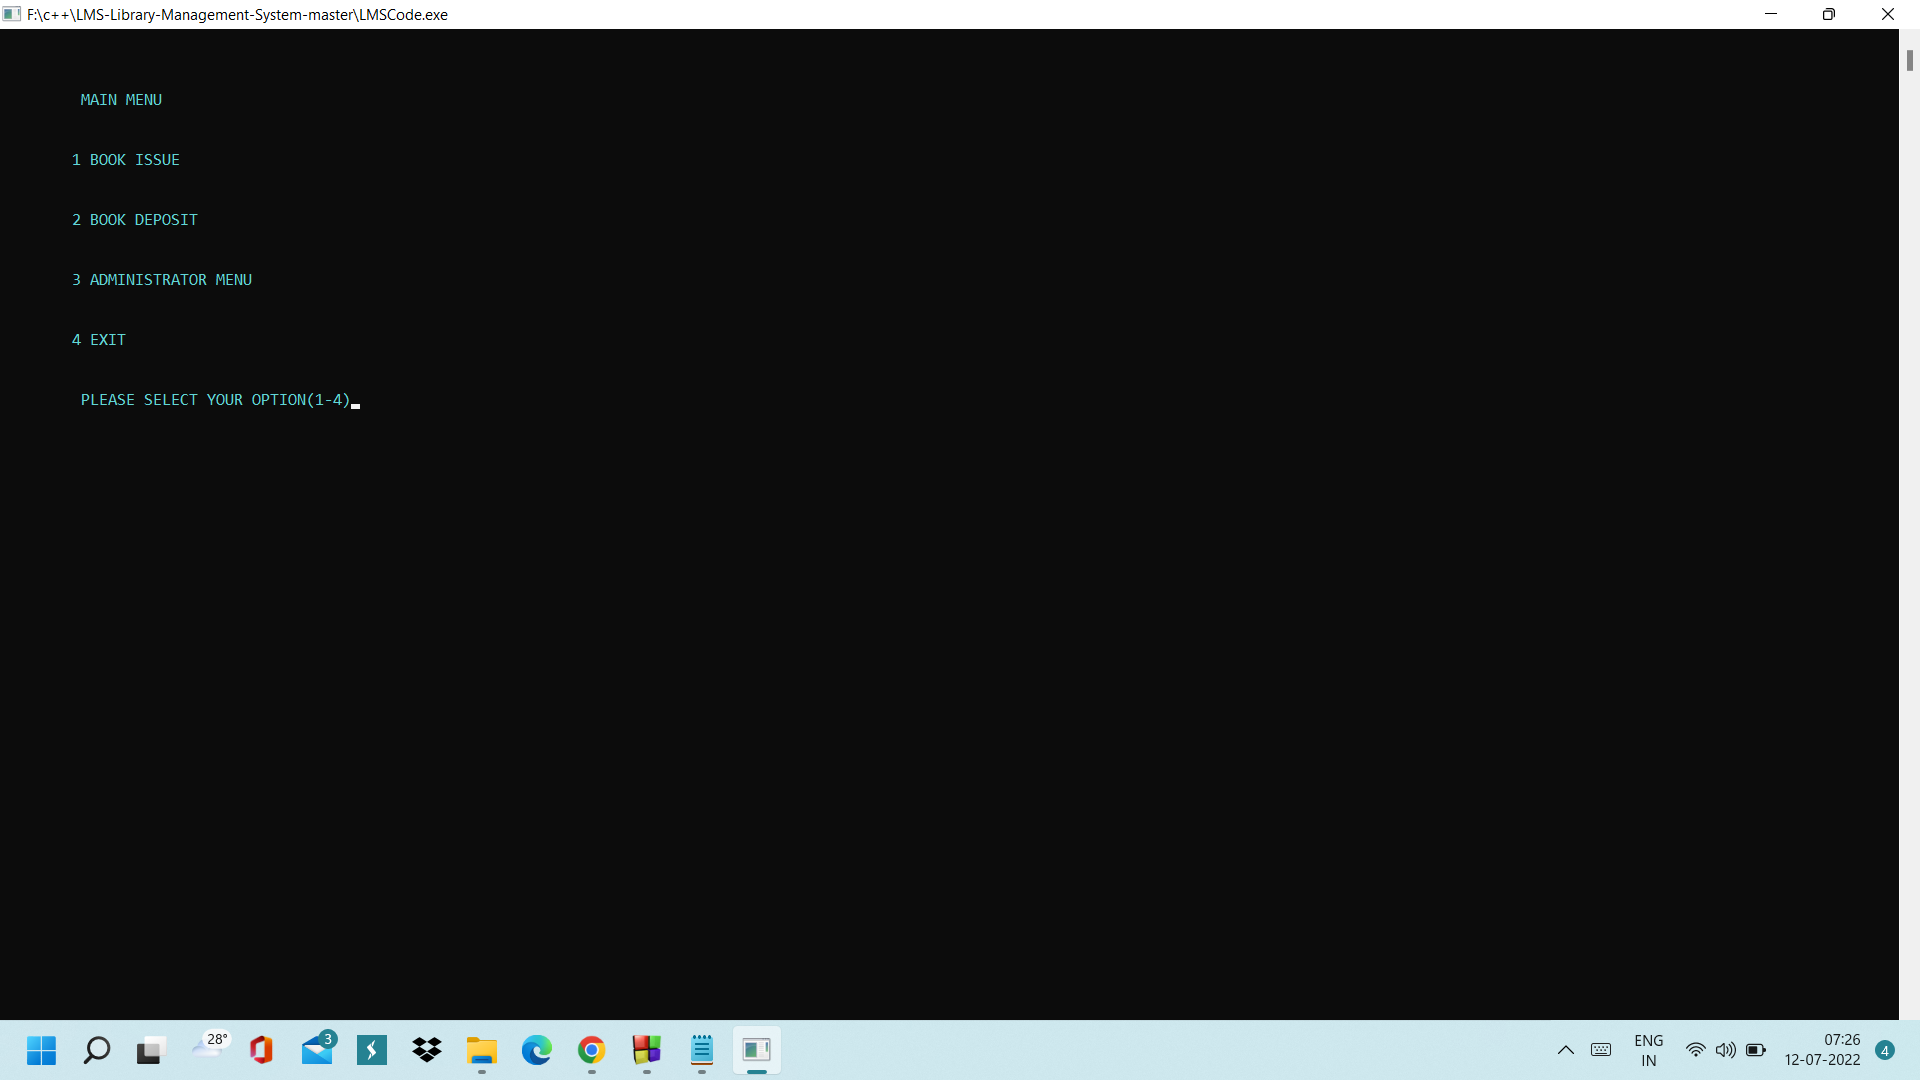 F:\c++\LMS-Library-Management-System-master\LMSCode.exe
MAIN MENU
1 BOOK ISSUE
2 BOOK DEPOSIT
3 ADMINISTRATOR MENU
4 EXIT
PLEASE SELECT YOUR OPTION(1-4)
28°
3
ENG
IN
07:26
12-07-2022
4